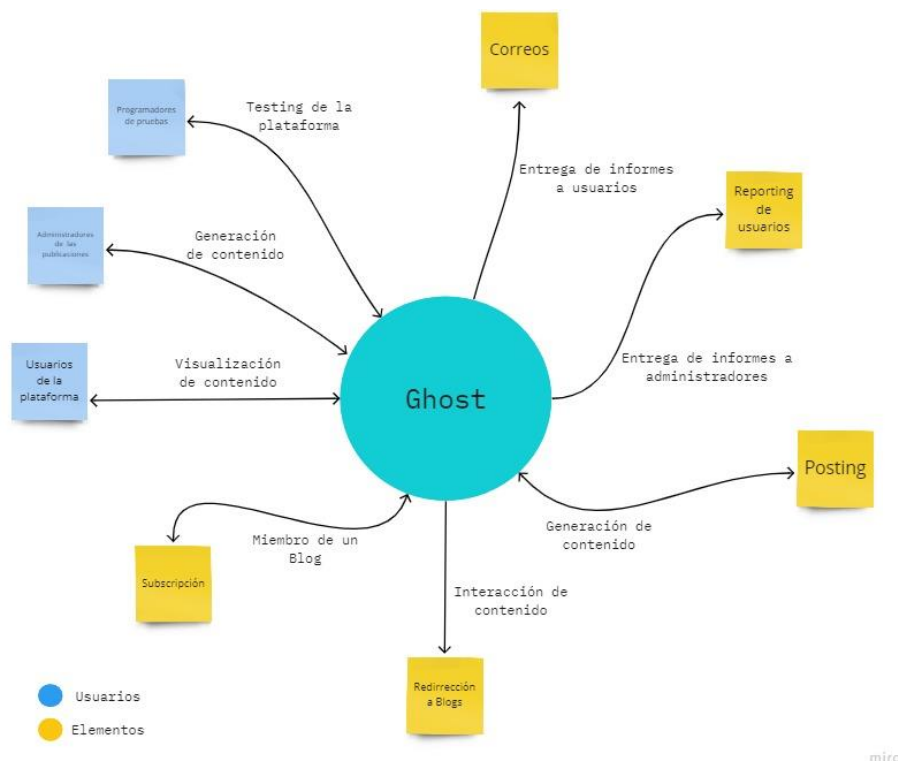 Correos
Programadores
de pruebas
Testing de la
plataforma
Entrega de informes
a usuarios
Reporting
de
usuarios
Administradores
de las
publicaciones
Generación
de contenido
Usuarios
de la
plataforma
Visualización
de contenido
Ghost
Entrega de informes a
administradores
Posting
Generación de
contenido
Miembro de un
Blog
Subscripción
Interacción de
contenido
Redirrección
a Blogs
Usuarios
Elementos
miro